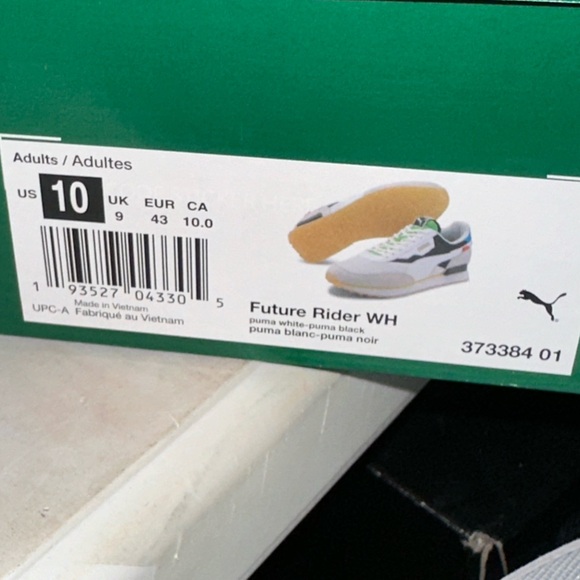 Adults / Adultes
US 10 UK 9 EUR 43 CA 10.0
1 93527 04330 5
UPC-A Made in Vietnam
Fabriqué au Vietnam
Future Rider WH
puma white-puma black
puma blanc-puma noir
373384 01